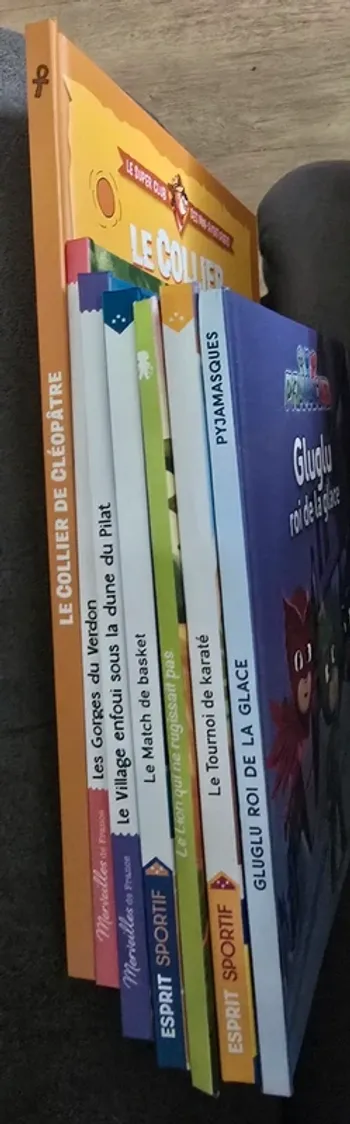 LE SUPER CLUB
LE COLLIER
LE COLLIER DE CLÉOPÂTRE
Merveilles de France Les Gorges du Verdon
Merveilles de France Le Village enfoui sous la dune du Pilat
ESPRIT SPORTIF Le Match de basket
Le Lion qui ne rugissait pas
ESPRIT SPORTIF Le Tournoi de karaté
GLUGLU ROI DE LA GLACE PYJAMASQUES
Gluglu
roi de la glace